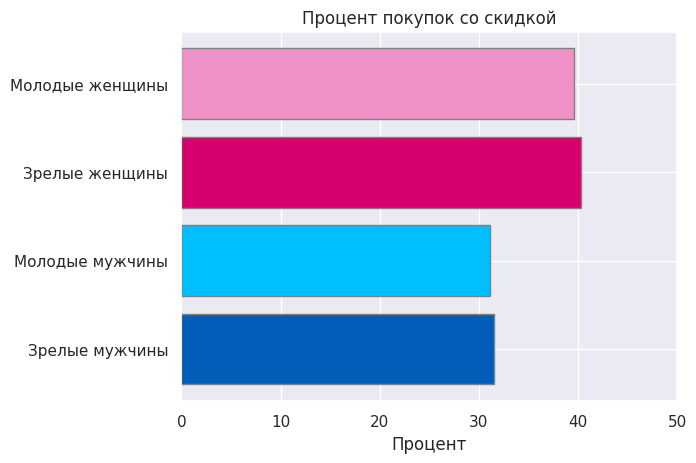 Процент покупок со скидкой
Молодые женщины
Зрелые женщины
Молодые мужчины
Зрелые мужчины
0 10 20 30 40 50
Процент